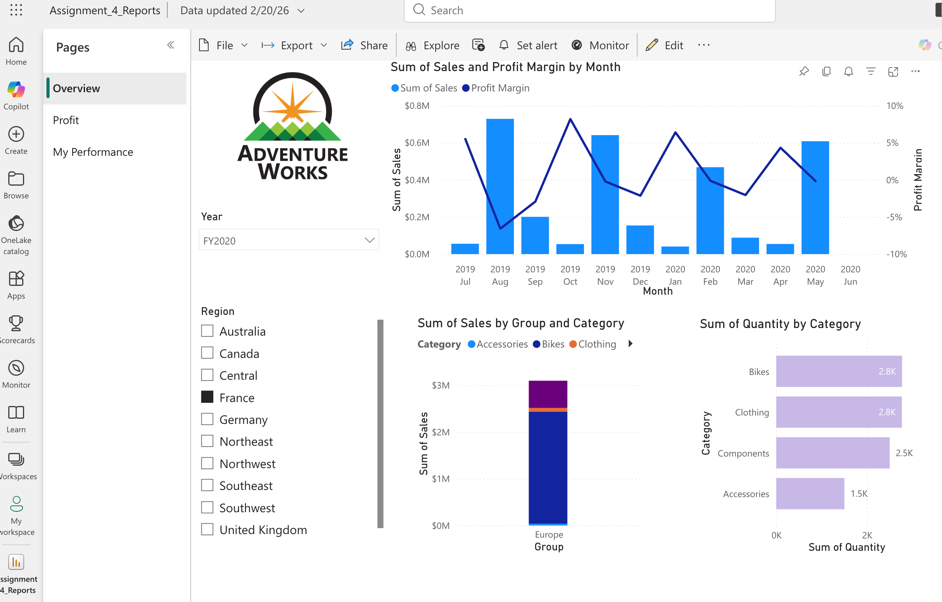 Assignment_4_Reports
Data updated 2/20/26
Search
Home
Copilot
Create
Browse
OneLake
catalog
Apps
Scorecards
Monitor
Learn
Workspaces
My
workspace
ssignment
4_Reports
Pages
Overview
Profit
My Performance
File
Export
Share
Explore
Set alert
Monitor
Edit
ADVENTURE
WORKS
Year
FY2020
Region
Australia
Canada
Central
France
Germany
Northeast
Northwest
Southeast
Southwest
United Kingdom
Sum of Sales and Profit Margin by Month
Sum of Sales Profit Margin
Sum of Sales
$0.8M
$0.6M
$0.4M
$0.2M
$0.0M
10%
5%
0%
-5%
-10%
Profit Margin
2019 2019 2019 2019 2019 2019 2020 2020 2020 2020 2020 2020
Jul Aug Sep Oct Nov Dec Jan Feb Mar Apr May Jun
Month
Sum of Sales by Group and Category
Category Accessories Bikes Clothing
Sum of Sales
$3M
$2M
$1M
$0M
Europe
Group
Sum of Quantity by Category
Category
Bikes 2.8K
Clothing 2.8K
Components 2.5K
Accessories 1.5K
0K 2K
Sum of Quantity